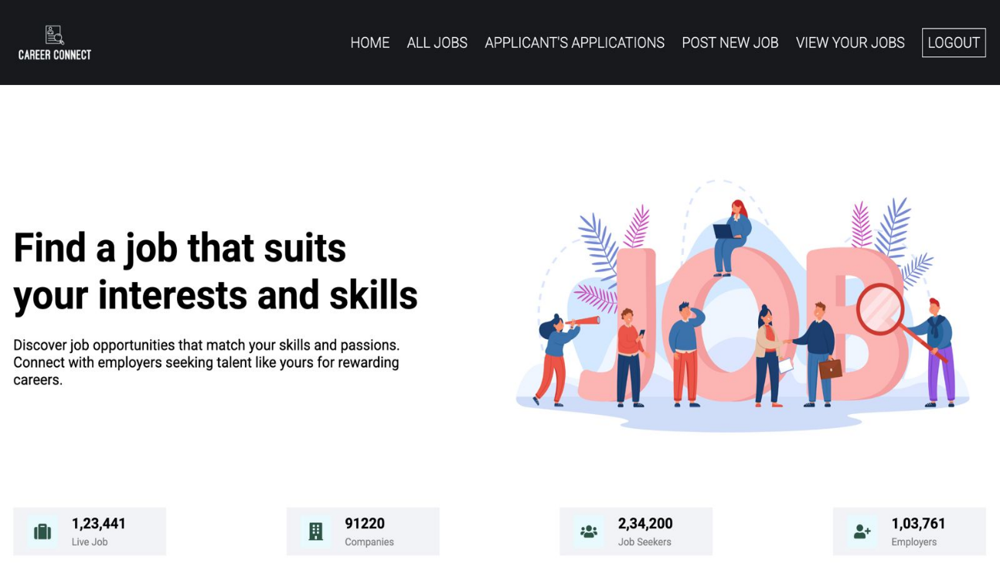 CAREER CONNECT
HOME ALL JOBS APPLICANT'S APPLICATIONS POST NEW JOB VIEW YOUR JOBS LOGOUT
Find a job that suits
your interests and skills
Discover job opportunities that match your skills and passions.
Connect with employers seeking talent like yours for rewarding
careers.
JOB
1,23,441
Live Job
91220
Companies
2,34,200
Job Seekers
1,03,761
Employers